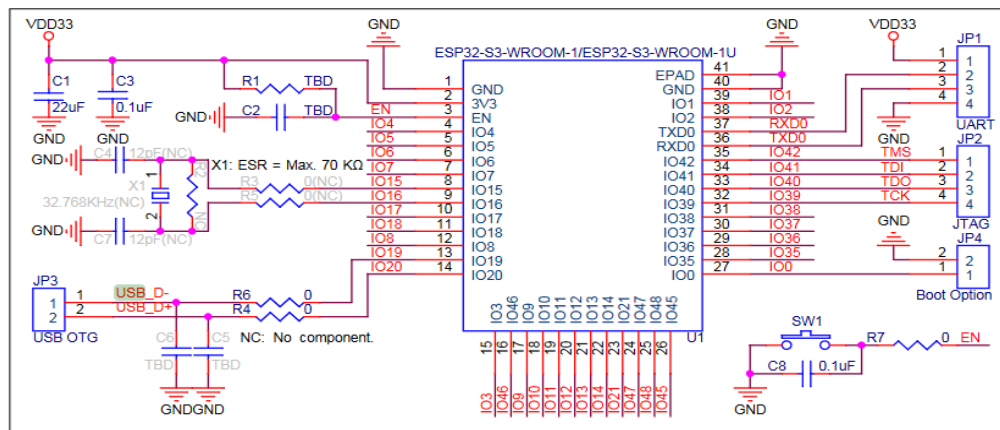 VDD33
GND
ESP32-S3-WROOM-1/ESP32-S3-WROOM-1U
GND
VDD33
JP1
C1
22uF
GND
C3
0.1uF
GND
R1
TBD
C2
TBD
GND
EN
IO4
IO5
IO6
IO7
IO15
IO16
IO17
IO18
IO8
IO19
IO20
1
2
3
4
5
6
7
8
9
10
11
12
13
14
GND
3V3
EN
IO4
IO5
IO6
IO7
IO15
IO16
IO17
IO18
IO8
IO19
IO20
EPAD
GND
IO1
IO2
TXD0
RXD0
IO42
IO41
IO40
IO39
IO38
IO37
IO36
IO35
IO0
41
40
39
38
37
36
35
34
33
32
31
30
29
28
27
IO1
IO2
RXD0
TXD0
IO42
IO41
IO40
IO39
IO38
IO37
IO36
IO35
IO0
1
2
3
4
1
2
3
4
UART
GND
JP2
TMS
TDI
TDO
TCK
1
2
3
4
1
2
3
4
JTAG
GND
JP4
2
1
2
1
Boot Option
GND
C4
12pF(NC)
X1: ESR = Max. 70 KΩ
R2
NC
X1
1
2
32.768KHz(NC)
R3
0(NC)
R5
0(NC)
GND
C7
12pF(NC)
JP3
1
2
1
2
USB_D-
USB_D+
USB OTG
R6
0
R4
0
NC: No component.
C6
TBD
C5
TBD
GND
GND
IO3
IO46
IO9
IO10
IO11
IO12
IO13
IO14
IO21
IO47
IO48
IO45
U1
15
16
17
18
19
20
21
22
23
24
25
26
IO3
IO46
IO9
IO10
IO11
IO12
IO13
IO14
IO21
IO47
IO48
IO45
SW1
R7
0
EN
C8
0.1uF
GND